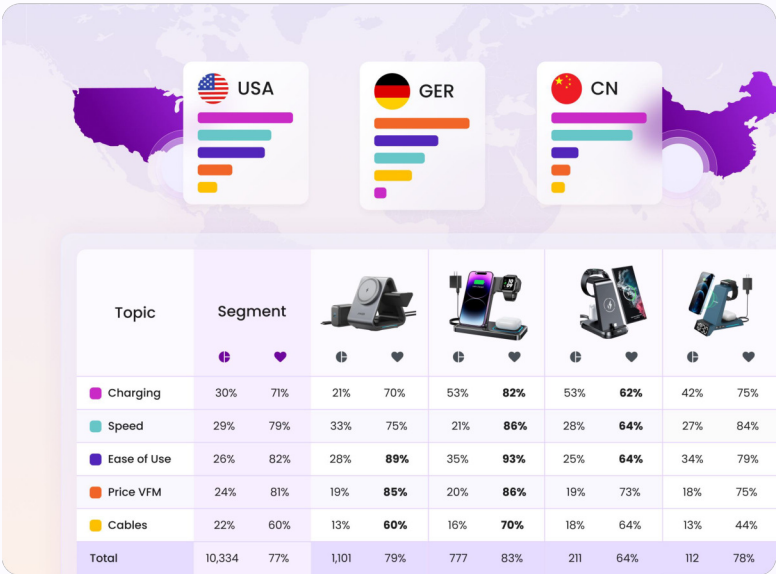 USA
GER
CN
Topic Segment
Charging 30% 71% 21% 70% 53% 82% 53% 62% 42% 75%
Speed 29% 79% 33% 75% 21% 86% 28% 64% 27% 84%
Ease of Use 26% 82% 28% 89% 35% 93% 25% 64% 34% 79%
Price VFM 24% 81% 19% 85% 20% 86% 19% 73% 18% 75%
Cables 22% 60% 13% 60% 16% 70% 18% 64% 13% 44%
Total 10,334 77% 1,101 79% 777 83% 211 64% 112 78%